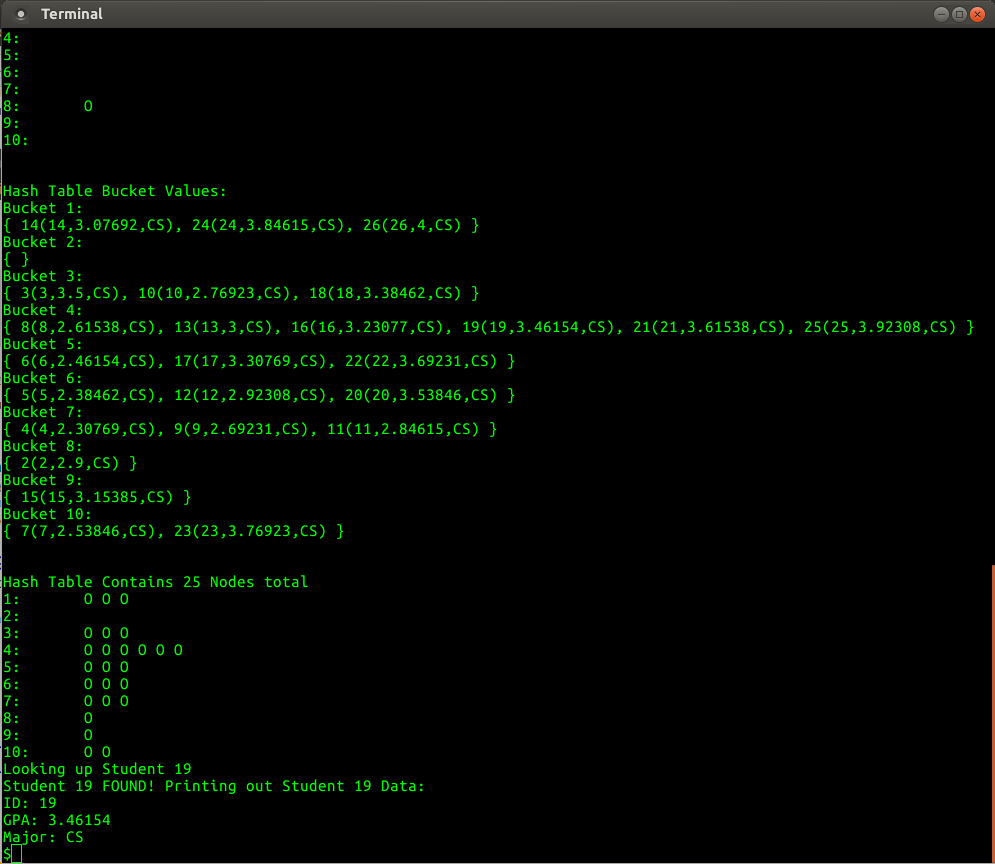 Terminal
4:
5:
6:
7:
8: O
9:
10:
Hash Table Bucket Values:
Bucket 1:
{ 14(14,3.07692,CS), 24(24,3.84615,CS), 26(26,4,CS) }
Bucket 2:
{ }
Bucket 3:
{ 3(3,3.5,CS), 10(10,2.76923,CS), 18(18,3.38462,CS) }
Bucket 4:
{ 8(8,2.61538,CS), 13(13,3,CS), 16(16,3.23077,CS), 19(19,3.46154,CS), 21(21,3.61538,CS), 25(25,3.92308,CS) }
Bucket 5:
{ 6(6,2.46154,CS), 17(17,3.30769,CS), 22(22,3.69231,CS) }
Bucket 6:
{ 5(5,2.38462,CS), 12(12,2.92308,CS), 20(20,3.53846,CS) }
Bucket 7:
{ 4(4,2.30769,CS), 9(9,2.69231,CS), 11(11,2.84615,CS) }
Bucket 8:
{ 2(2,2.9,CS) }
Bucket 9:
{ 15(15,3.15385,CS) }
Bucket 10:
{ 7(7,2.53846,CS), 23(23,3.76923,CS) }
Hash Table Contains 25 Nodes total
1: O O O
2:
3: O O O
4: O O O O O O
5: O O O
6: O O O
7: O O O
8: O
9: O
10: O O
Looking up Student 19
Student 19 FOUND! Printing out Student 19 Data:
ID: 19
GPA: 3.46154
Major: CS
$